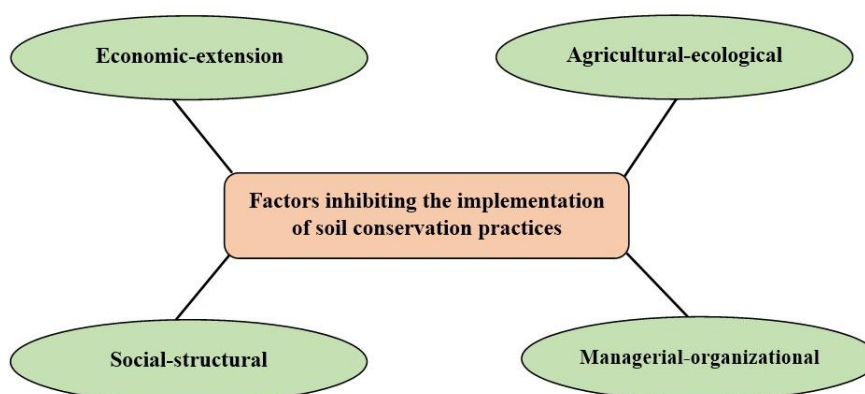 Economic-extension
Agricultural-ecological
Factors inhibiting the implementation
of soil conservation practices
Social-structural
Managerial-organizational